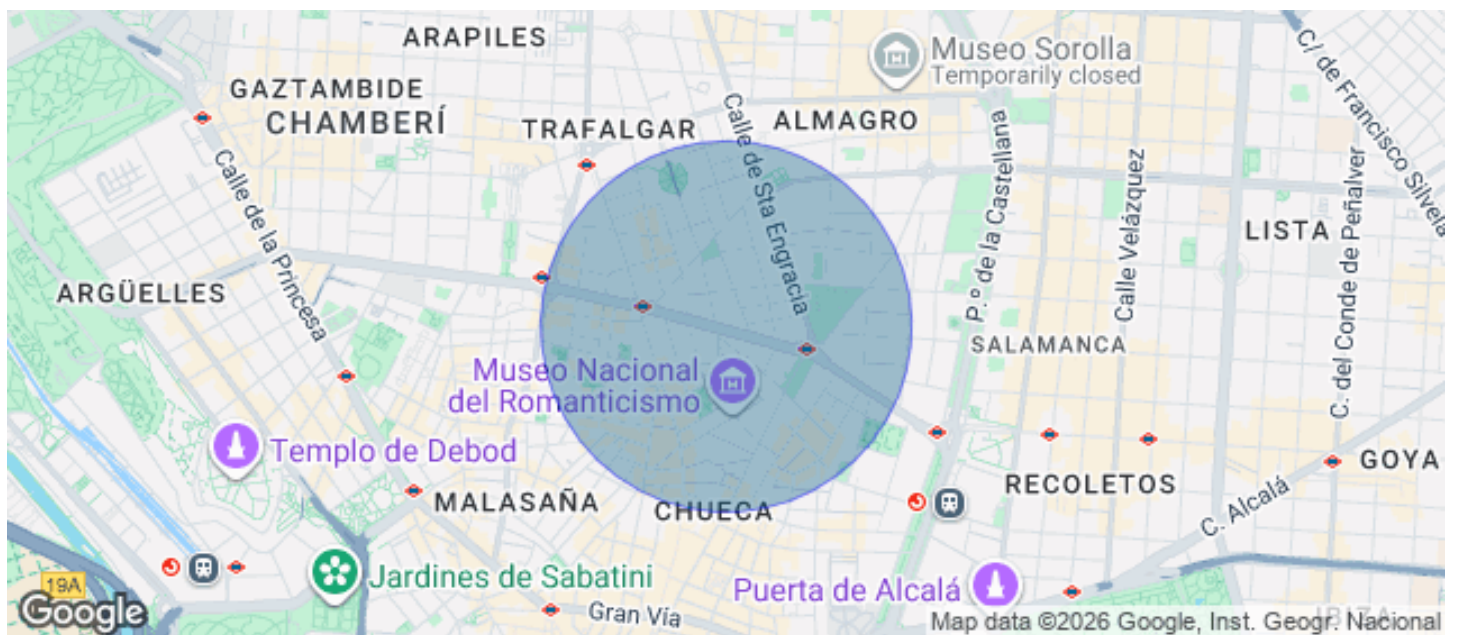 ARAPILES
Museo Sorolla
Temporarily closed
C/ de Francisco Silvela
GAZTAMBIDE
CHAMBERÍ
TRAFALGAR
ALMAGRO
Calle de Sta Engracia
P.º de la Castellana
Calle Velázquez
C. del Conde de Peñalver
LISTA
Calle de la Princesa
ARGÜELLES
SALAMANCA
Museo Nacional
del Romanticismo
Templo de Debod
GOYA
MALASAÑA
CHUECA
RECOLETOS
C. Alcalá
Jardines de Sabatini
Puerta de Alcalá
19A
Gran Vía
IBIZA
Google
Map data ©2026 Google, Inst. Geogr. Nacional